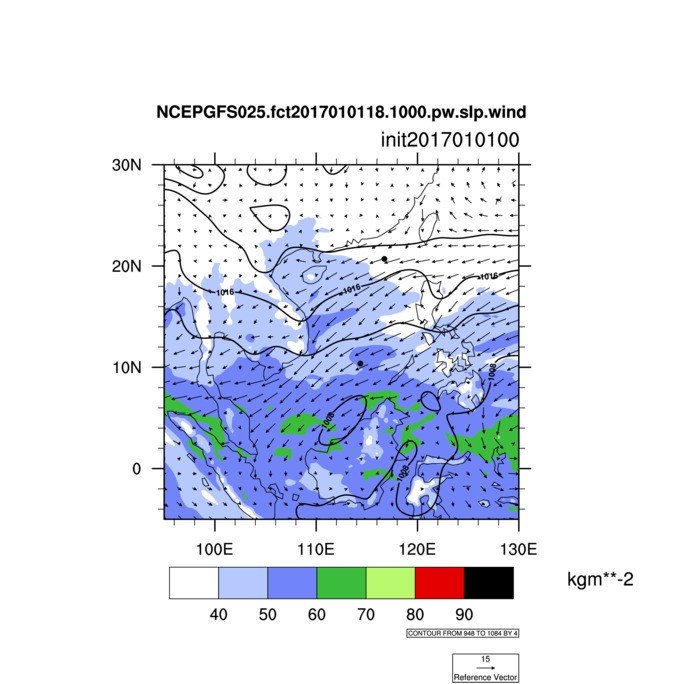 NCEPGFS025.fct2017010118.1000.pw.slp.wind
init2017010100
30N
20N
10N
0
1016
1016
1016
1008
1008
1008
100E 110E 120E 130E
kgm**-2
40 50 60 70 80 90
CONTOUR FROM 948 TO 1084 BY 4
15
Reference Vector